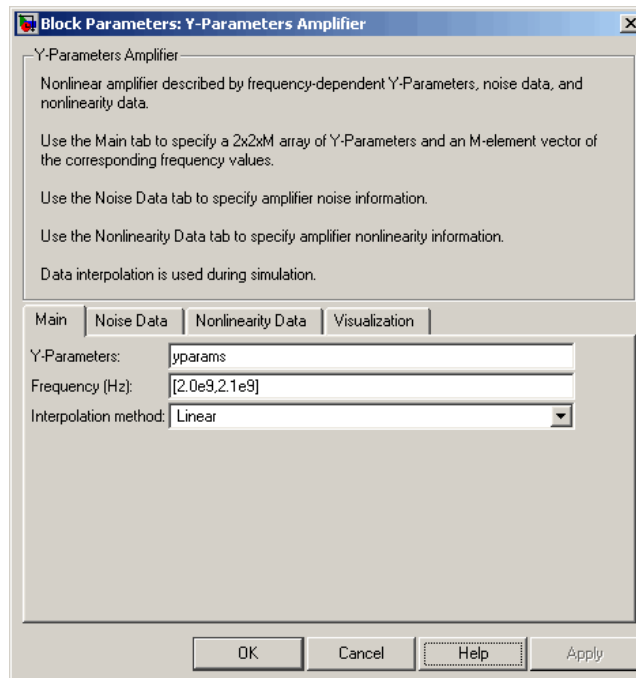 Block Parameters: Y-Parameters Amplifier
Y-Parameters Amplifier
Nonlinear amplifier described by frequency-dependent Y-Parameters, noise data, and
nonlinearity data.
Use the Main tab to specify a 2x2xM array of Y-Parameters and an M-element vector of
the corresponding frequency values.
Use the Noise Data tab to specify amplifier noise information.
Use the Nonlinearity Data tab to specify amplifier nonlinearity information.
Data interpolation is used during simulation.
Main Noise Data Nonlinearity Data Visualization
Y-Parameters: yparams
Frequency (Hz): [2.0e9,2.1e9]
Interpolation method: Linear
OK Cancel Help Apply